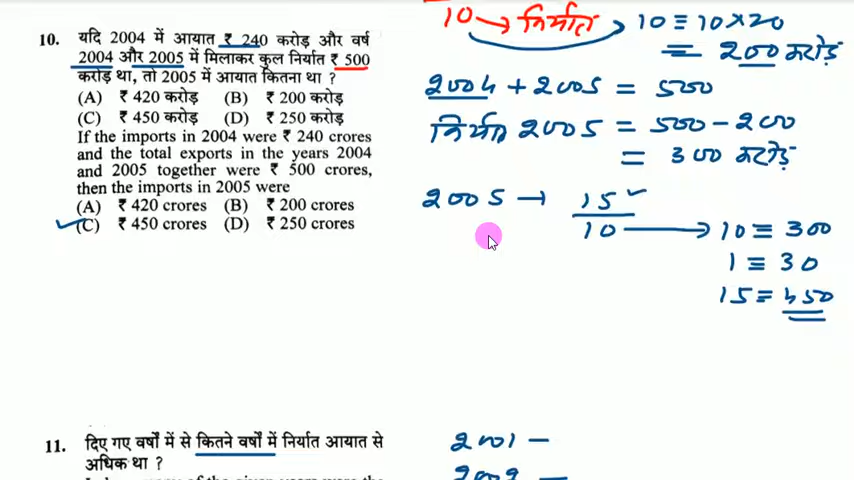 10. यदि 2004 में आयात ₹ 240 करोड़ और वर्ष
2004 और 2005 में मिलाकर कुल निर्यात ₹ 500
करोड़ था, तो 2005 में आयात कितना था ?
(A) ₹ 420 करोड़ (B) ₹ 200 करोड़
(C) ₹ 450 करोड़ (D) ₹ 250 करोड़
If the imports in 2004 were ₹ 240 crores
and the total exports in the years 2004
and 2005 together were ₹ 500 crores,
then the imports in 2005 were
(A) ₹ 420 crores (B) ₹ 200 crores
(C) ₹ 450 crores (D) ₹ 250 crores
10 → निर्यात 10 ≡ 10×20
= 200 करोड़
2004 + 2005 = 500
निर्यात 2005 = 500 - 200
= 300 करोड़
2005 → 15
10 → 10 ≡ 300
1 ≡ 30
15 = 450
11. दिए गए वर्षों में से कितने वर्षों में निर्यात आयात से
अधिक था ?
2001 -
2002 -